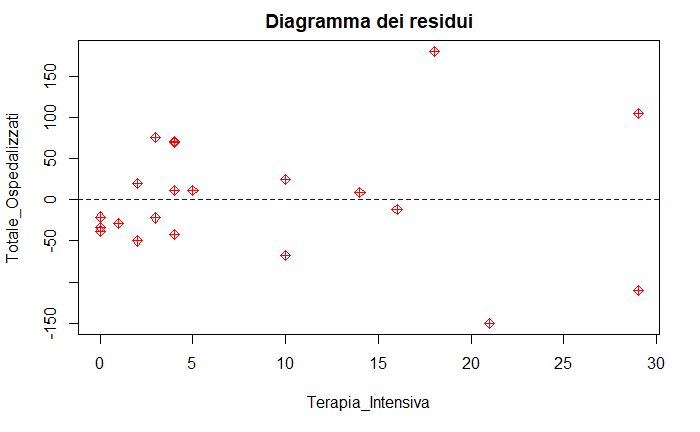 Diagramma dei residui
Totale_Ospedalizzati
150
100
50
0
-50
-150
0 5 10 15 20 25 30
Terapia_Intensiva